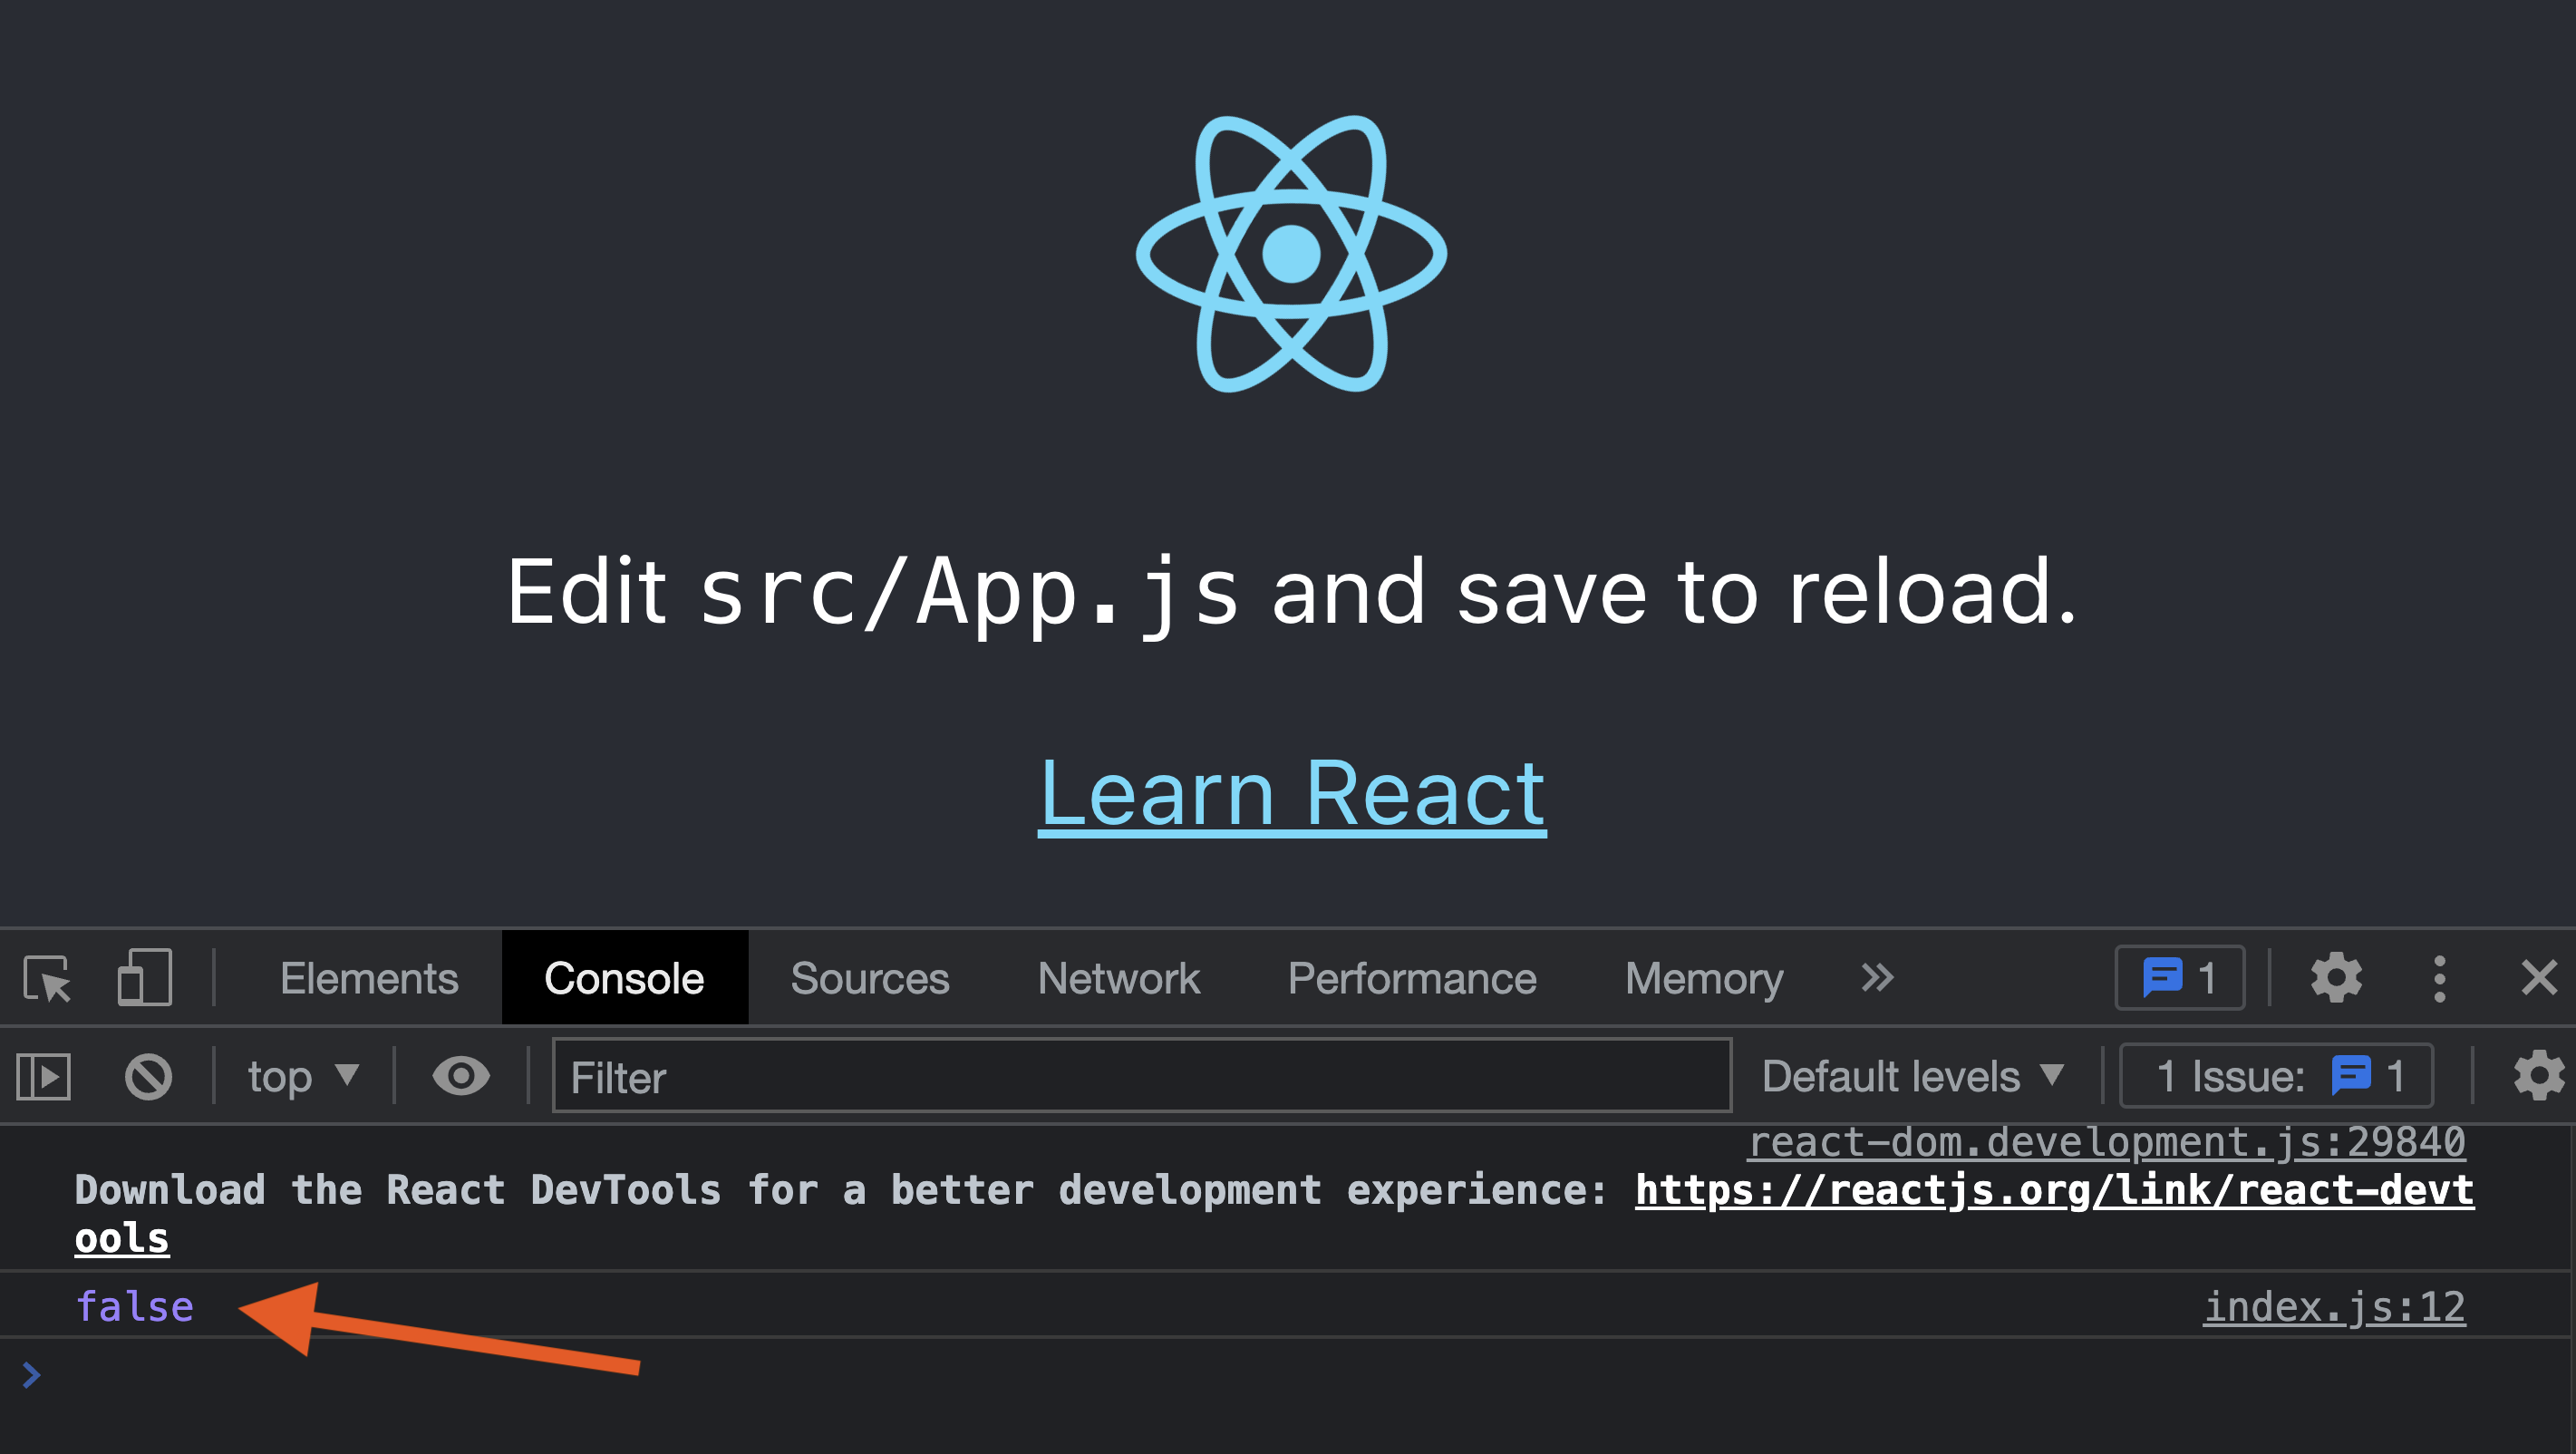 Edit src/App.js and save to reload.
Learn React
Elements Console Sources Network Performance Memory 1
top Filter Default levels 1 Issue: 1
react-dom.development.js:29840
Download the React DevTools for a better development experience: https://reactjs.org/link/react-devt
ools
false index.js:12